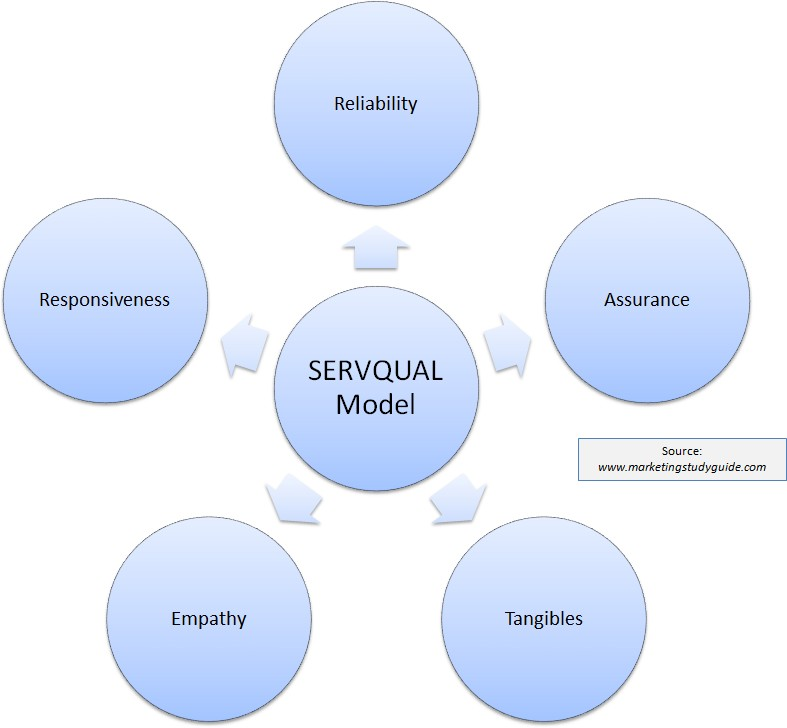 Reliability
Responsiveness
Assurance
SERVQUAL
Model
Source:
www.marketingstudyguide.com
Empathy
Tangibles